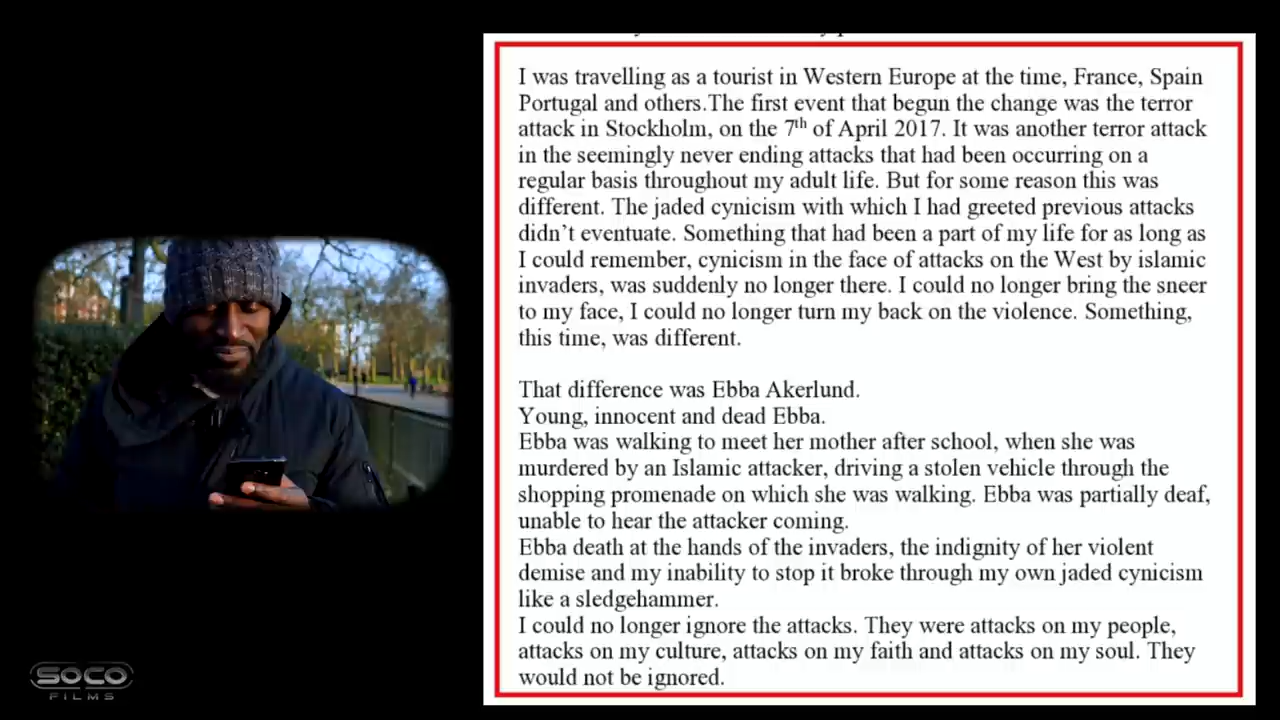 I was travelling as a tourist in Western Europe at the time, France, Spain
Portugal and others.The first event that begun the change was the terror
attack in Stockholm, on the 7th of April 2017. It was another terror attack
in the seemingly never ending attacks that had been occurring on a
regular basis throughout my adult life. But for some reason this was
different. The jaded cynicism with which I had greeted previous attacks
didn’t eventuate. Something that had been a part of my life for as long as
I could remember, cynicism in the face of attacks on the West by islamic
invaders, was suddenly no longer there. I could no longer bring the sneer
to my face, I could no longer turn my back on the violence. Something,
this time, was different.
That difference was Ebba Akerlund.
Young, innocent and dead Ebba.
Ebba was walking to meet her mother after school, when she was
murdered by an Islamic attacker, driving a stolen vehicle through the
shopping promenade on which she was walking. Ebba was partially deaf,
unable to hear the attacker coming.
Ebba death at the hands of the invaders, the indignity of her violent
demise and my inability to stop it broke through my own jaded cynicism
like a sledgehammer.
I could no longer ignore the attacks. They were attacks on my people,
attacks on my culture, attacks on my faith and attacks on my soul. They
would not be ignored.
SOCO
FILMS